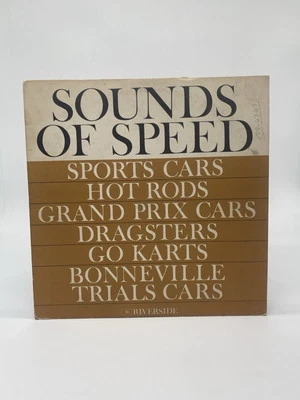 SOUNDS
OF SPEED
SPORTS CARS
HOT RODS
GRAND PRIX CARS
DRAGSTERS
GO KARTS
BONNEVILLE
TRIALS CARS
RIVERSIDE